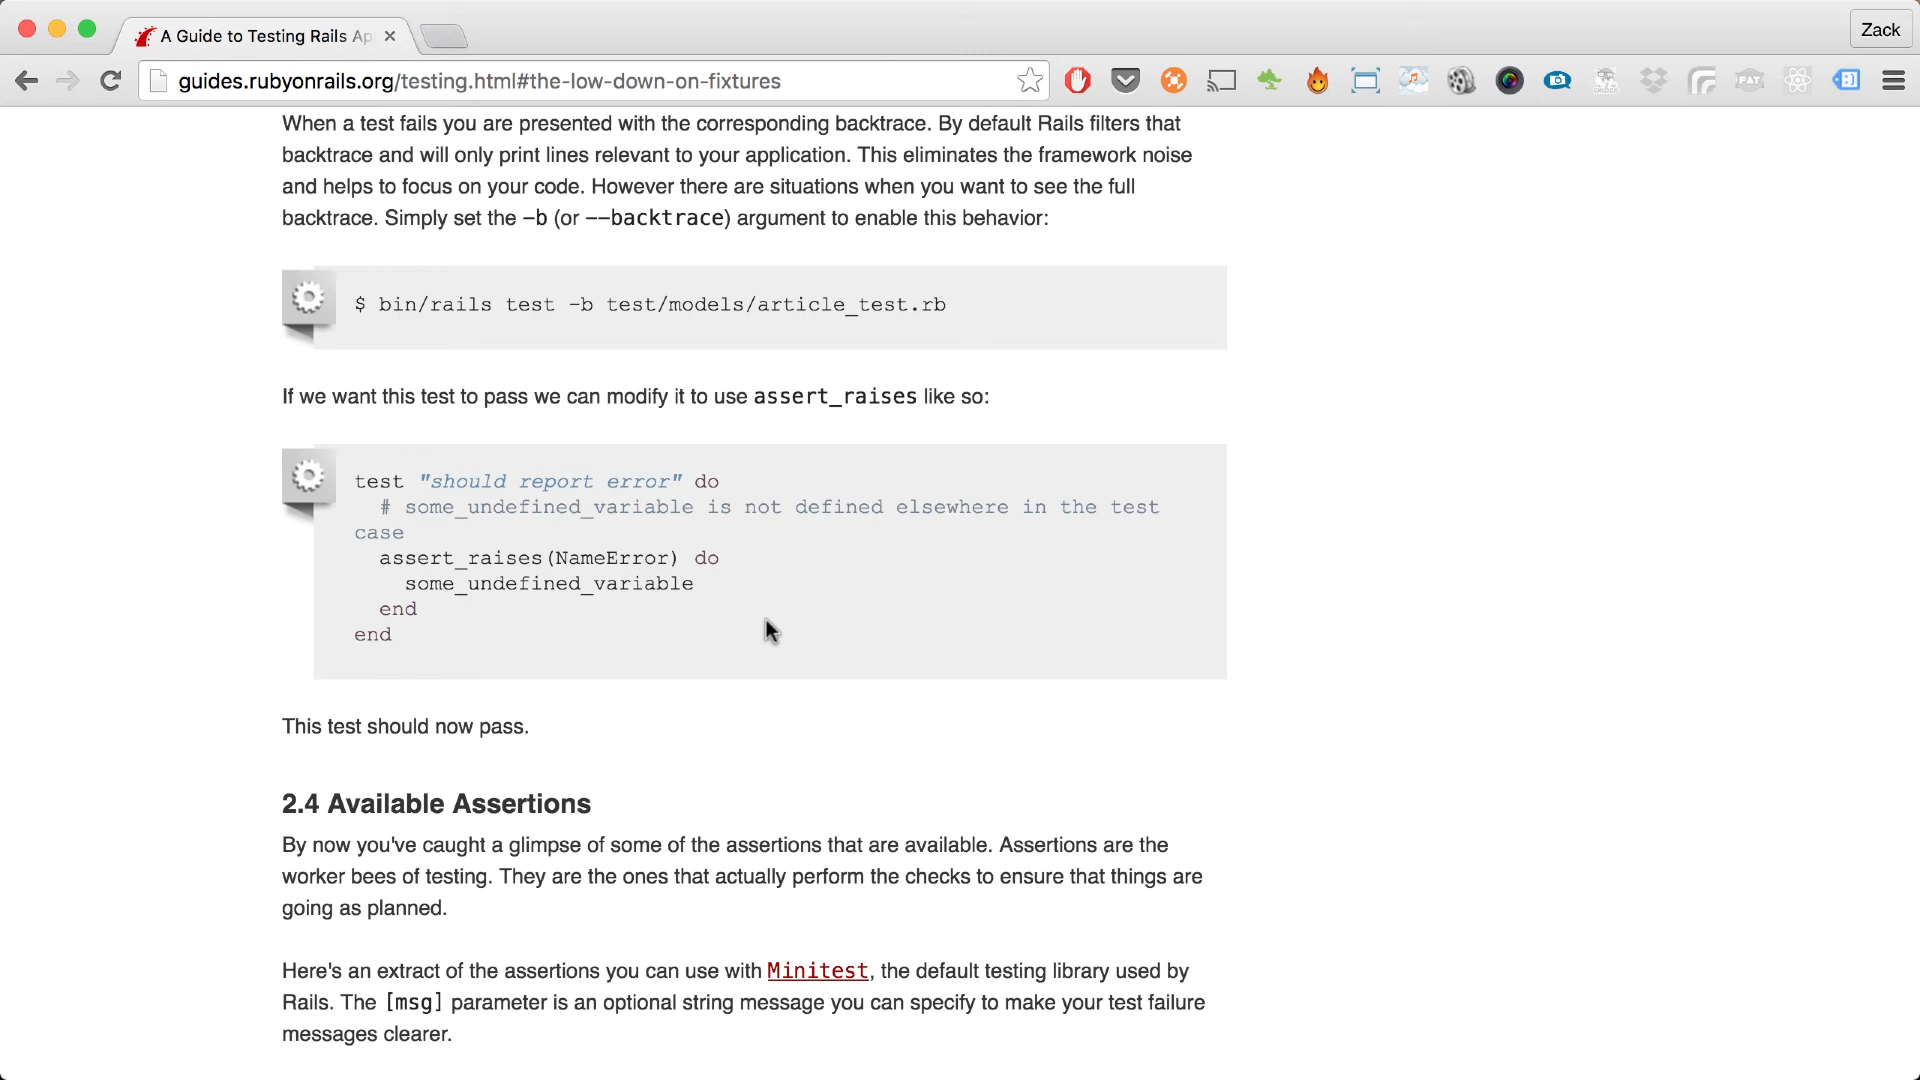 A Guide to Testing Rails Ap
Zack
guides.rubyonrails.org/testing.html#the-low-down-on-fixtures
FAT
When a test fails you are presented with the corresponding backtrace. By default Rails filters that
backtrace and will only print lines relevant to your application. This eliminates the framework noise
and helps to focus on your code. However there are situations when you want to see the full
backtrace. Simply set the -b (or --backtrace) argument to enable this behavior:
$ bin/rails test -b test/models/article_test.rb
If we want this test to pass we can modify it to use assert_raises like so:
test "should report error" do
# some_undefined_variable is not defined elsewhere in the test
case
assert_raises(NameError) do
some_undefined_variable
end
end
This test should now pass.
2.4 Available Assertions
By now you've caught a glimpse of some of the assertions that are available. Assertions are the
worker bees of testing. They are the ones that actually perform the checks to ensure that things are
going as planned.
Here's an extract of the assertions you can use with Minitest, the default testing library used by
Rails. The [msg] parameter is an optional string message you can specify to make your test failure
messages clearer.